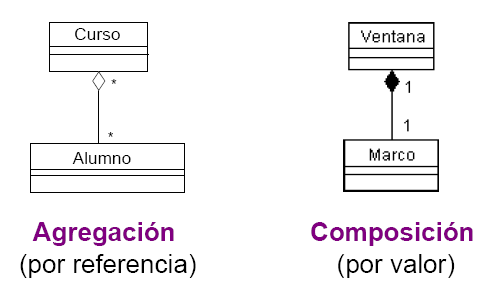 Curso
*
*
Alumno
Agregación
(por referencia)
Ventana
1
1
Marco
Composición
(por valor)